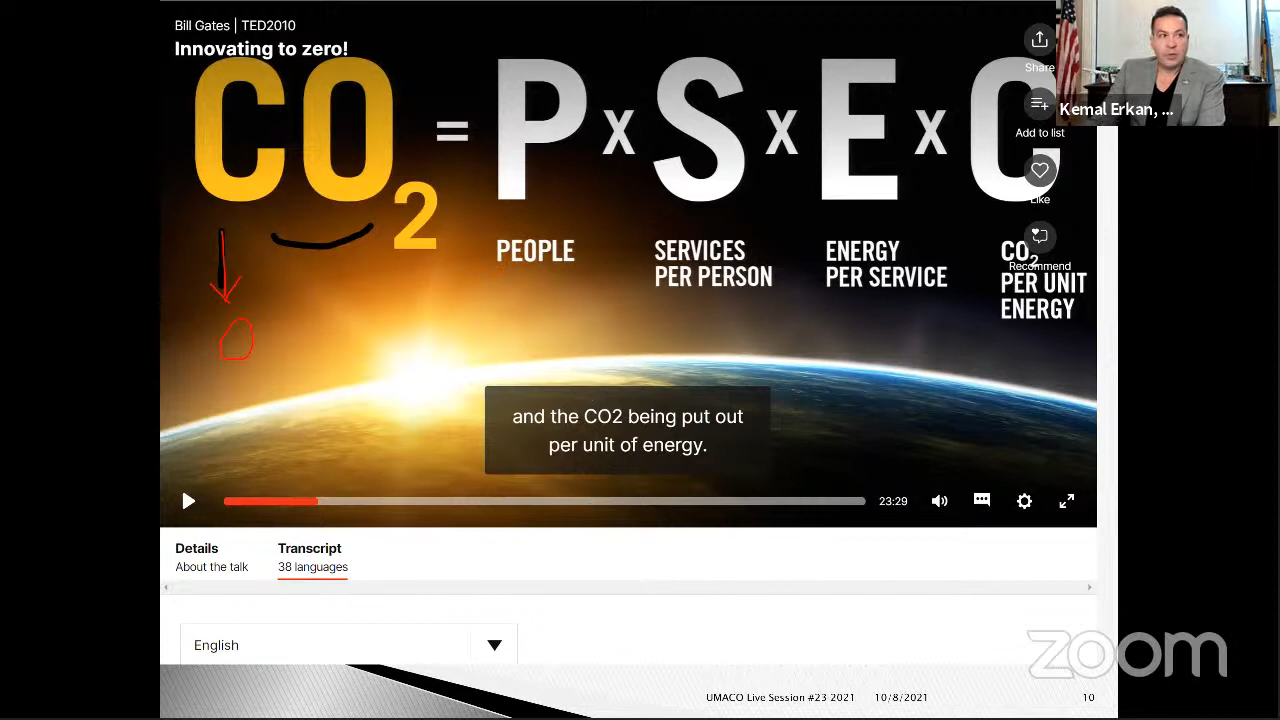 Bill Gates | TED2010
Innovating to zero!
Share
Kemal Erkan, ...
Add to list
Like
Recommend
CO2 = P x S x E x C
PEOPLE
SERVICES
PER PERSON
ENERGY
PER SERVICE
CO2
PER UNIT
ENERGY
and the CO2 being put out
per unit of energy.
23:29
Details
About the talk
Transcript
38 languages
English
zoom
UMACO Live Session #23 2021 10/8/2021 10